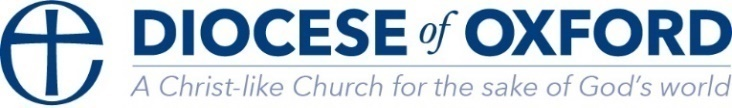 DIOCESE of OXFORD
A Christ-like Church for the sake of God's world